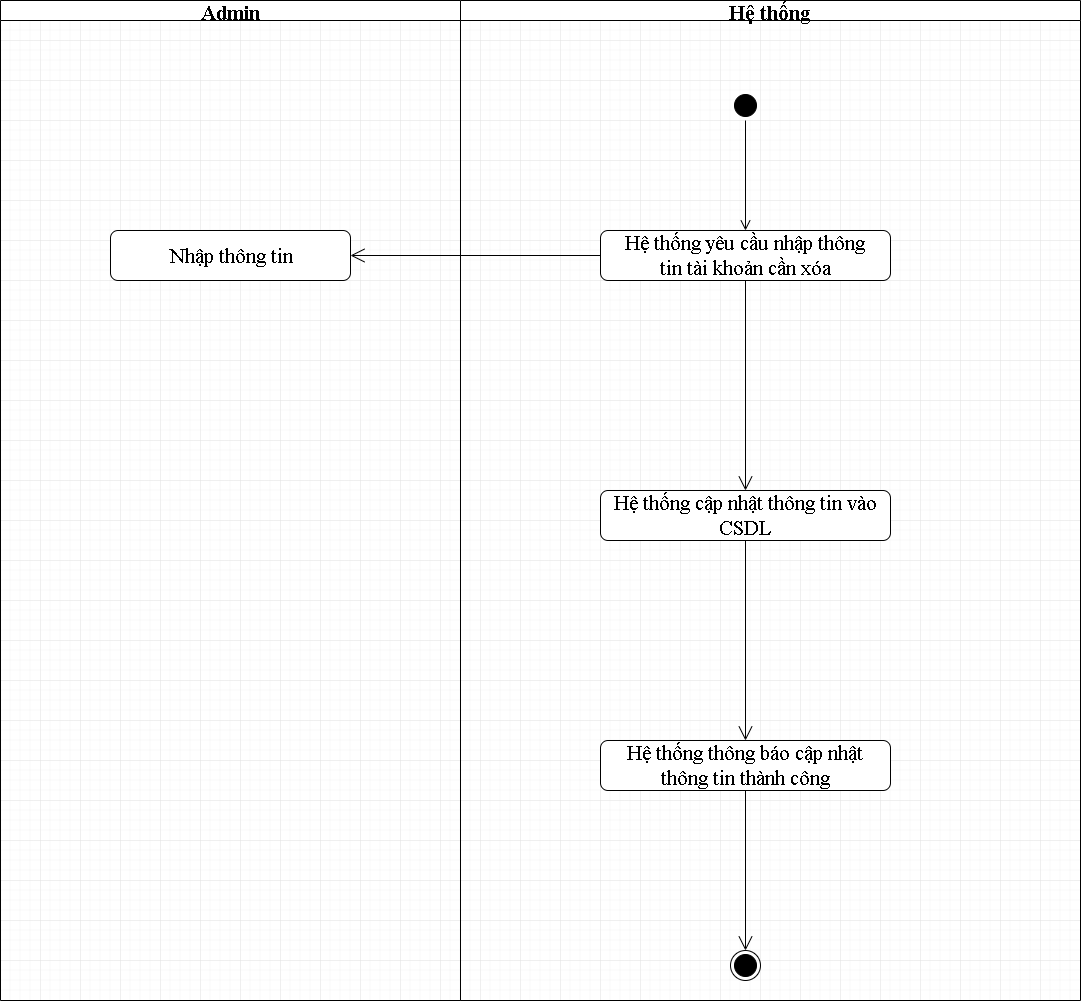 Admin
Hệ thống
Nhập thông tin
Hệ thống yêu cầu nhập thông
tin tài khoản cần xóa
Hệ thống cập nhật thông tin vào
CSDL
Hệ thống thông báo cập nhật
thông tin thành công